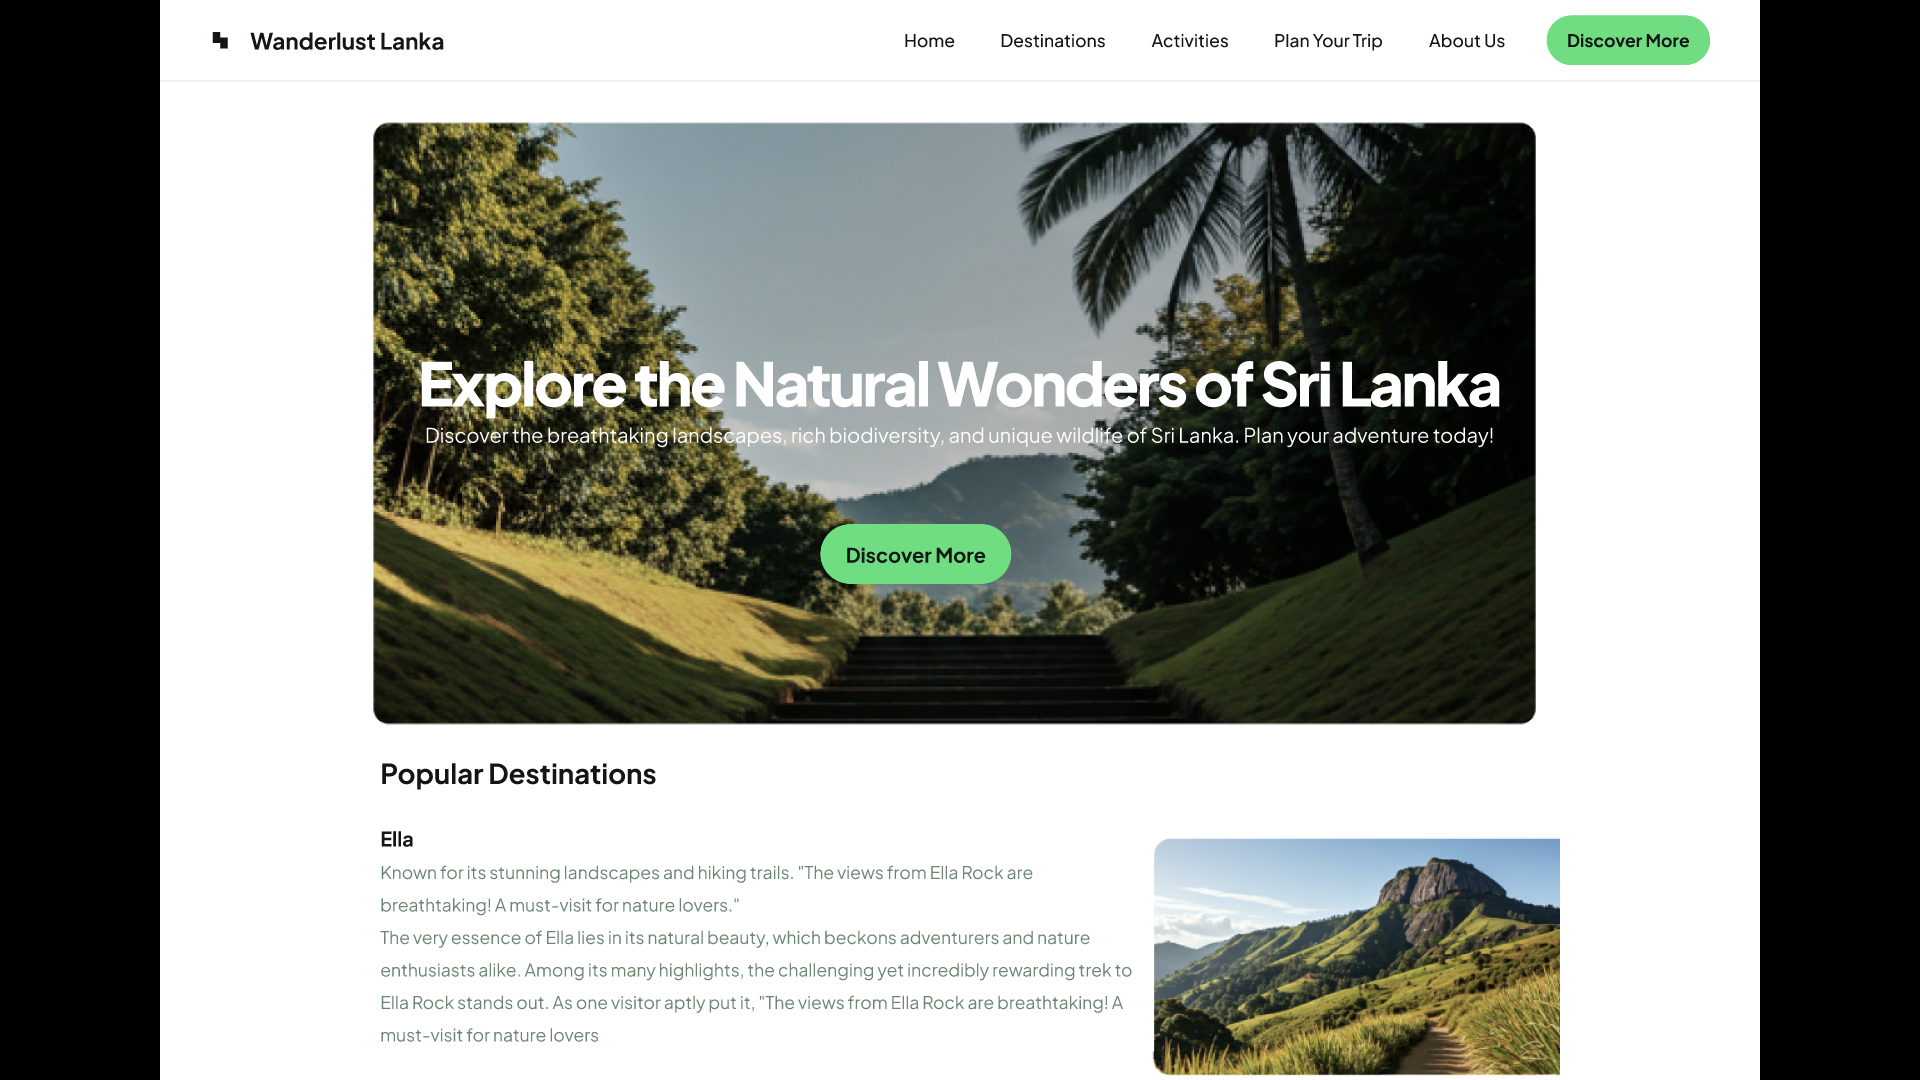 Wanderlust Lanka
Home
Destinations
Activities
Plan Your Trip
About Us
Discover More
Explore the Natural Wonders of Sri Lanka
Discover the breathtaking landscapes, rich biodiversity, and unique wildlife of Sri Lanka. Plan your adventure today!
Discover More
Popular Destinations
Ella
Known for its stunning landscapes and hiking trails. "The views from Ella Rock are
breathtaking! A must-visit for nature lovers."
The very essence of Ella lies in its natural beauty, which beckons adventurers and nature
enthusiasts alike. Among its many highlights, the challenging yet incredibly rewarding trek to
Ella Rock stands out. As one visitor aptly put it, "The views from Ella Rock are breathtaking! A
must-visit for nature lovers